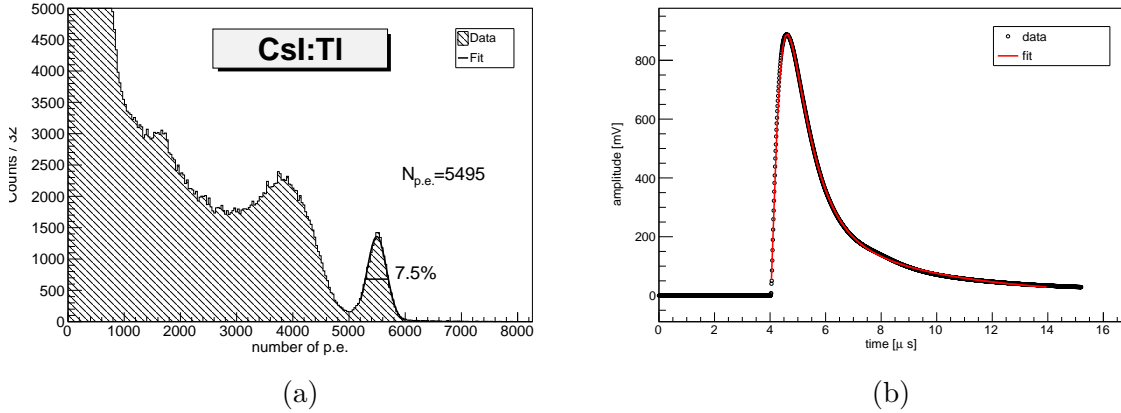 CsI:Tl
Data
Fit
5000
4500
4000
3500
3000
2500
2000
1500
1000
500
0
Counts / 32
N_p.e.=5495
7.5%
0 1000 2000 3000 4000 5000 6000 7000 8000
number of p.e.
(a)
data
fit
800
600
400
200
0
amplitude [mV]
0 2 4 6 8 10 12 14 16
time [μ s]
(b)